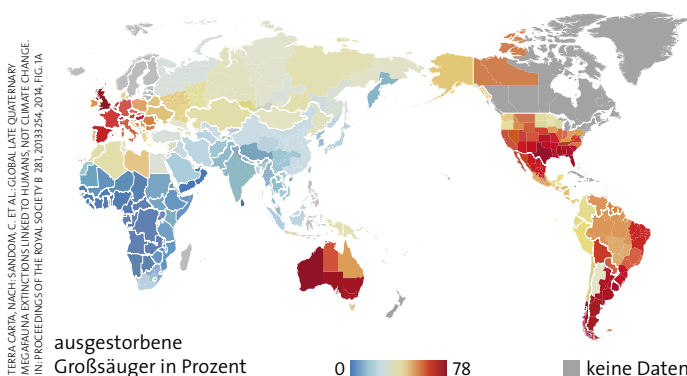 TERRA CARTA, NACH: SANDOM, C. ET AL.: GLOBAL LATE QUATERNARY
MEGAFAUNA EXTINCTIONS LINKED TO HUMANS, NOT CLIMATE CHANGE.
IN: PROCEEDINGS OF THE ROYAL SOCIETY B 281, 20133254, 2014, FIG. 1A
ausgestorbene
Großsäuger in Prozent
0 78
keine Daten